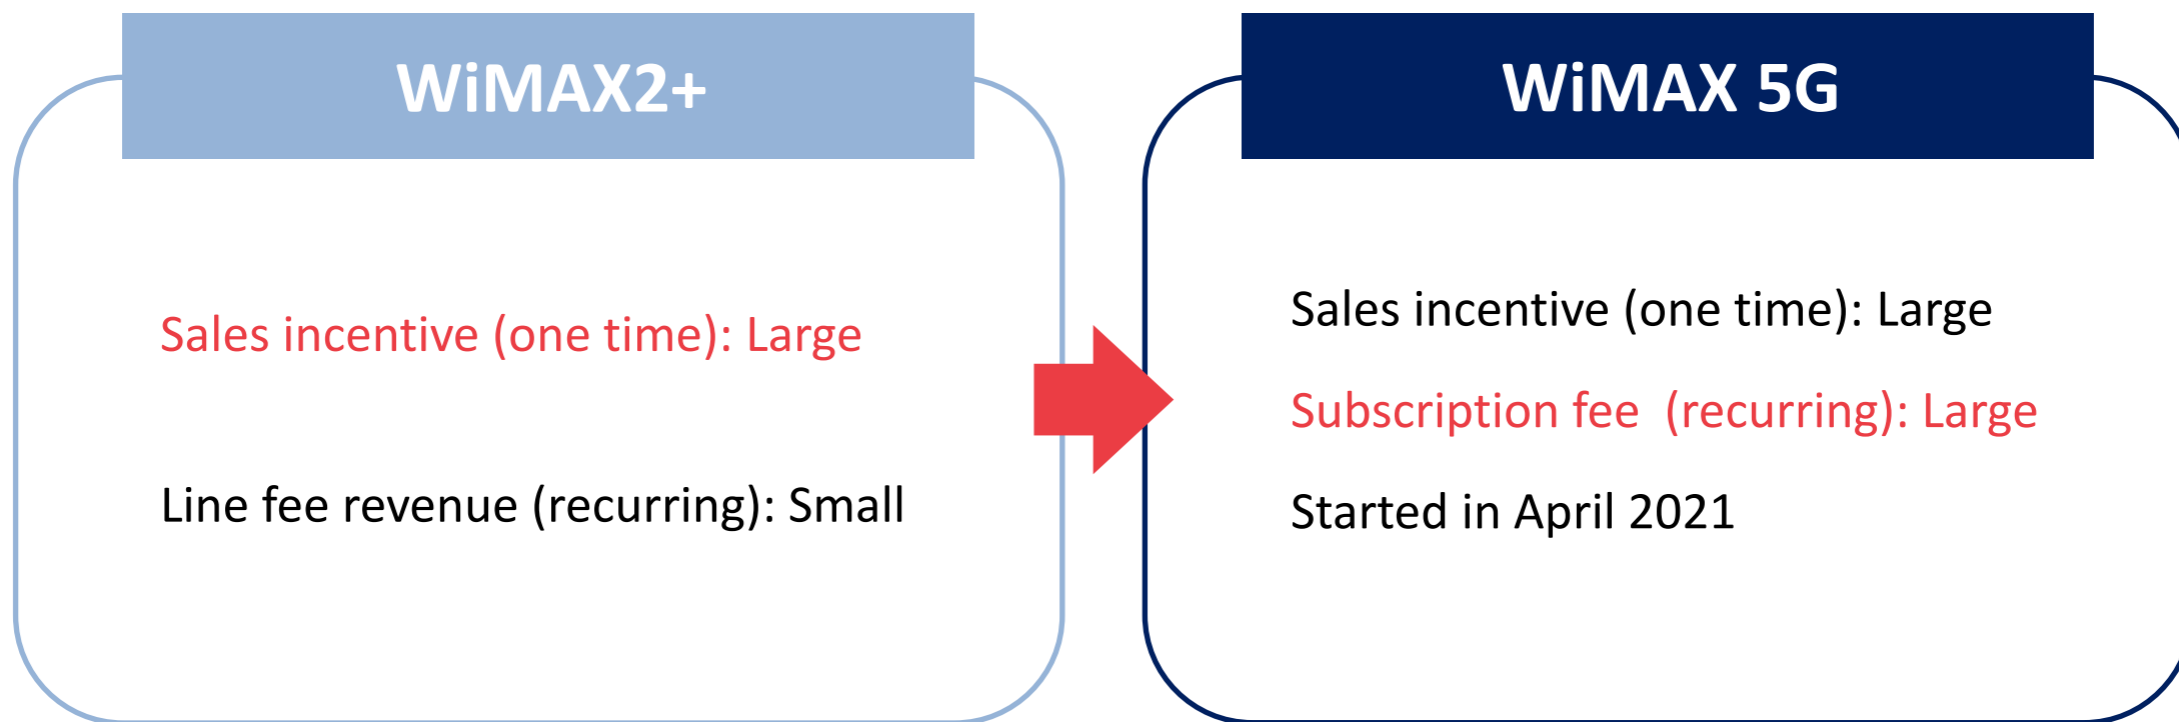 WiMAX2+
Sales incentive (one time): Large
Line fee revenue (recurring): Small
WiMAX 5G
Sales incentive (one time): Large
Subscription fee  (recurring): Large
Started in April 2021